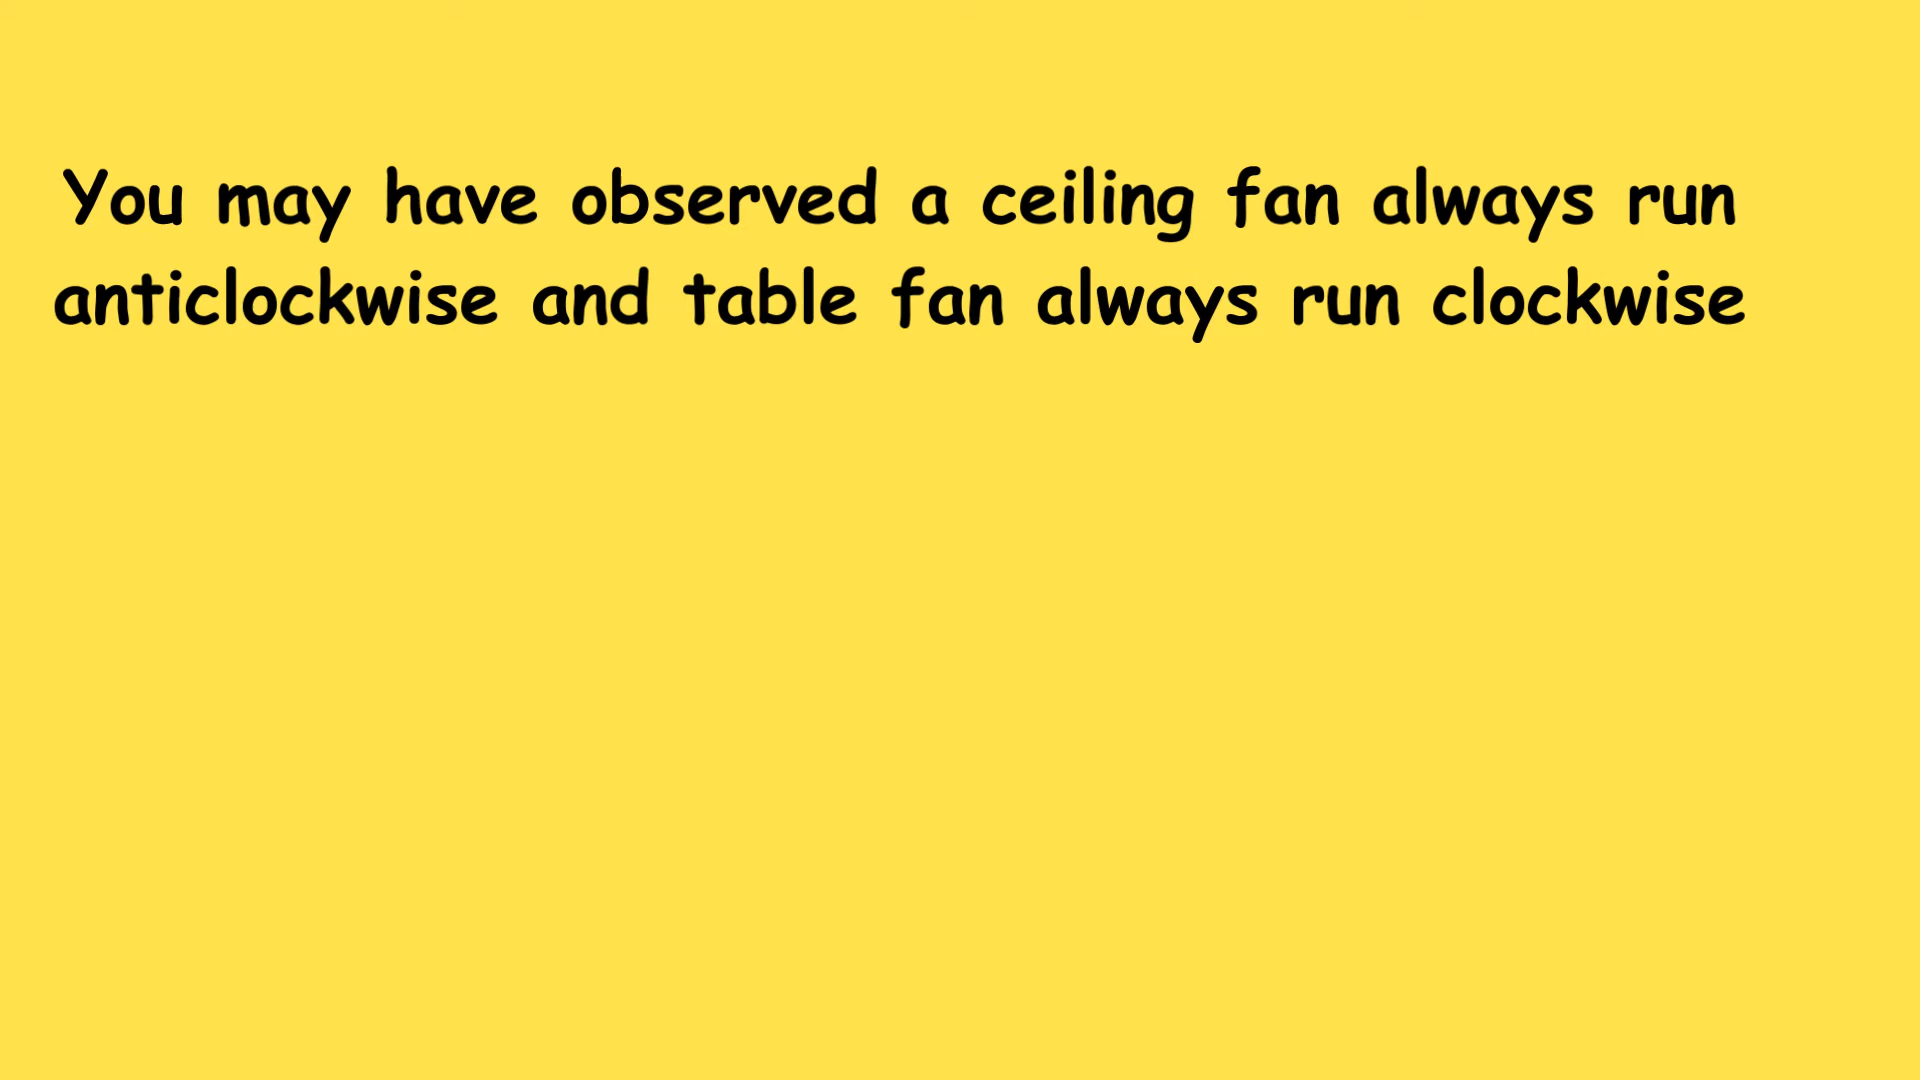 You may have observed a ceiling fan always run
anticlockwise and table fan always run clockwise